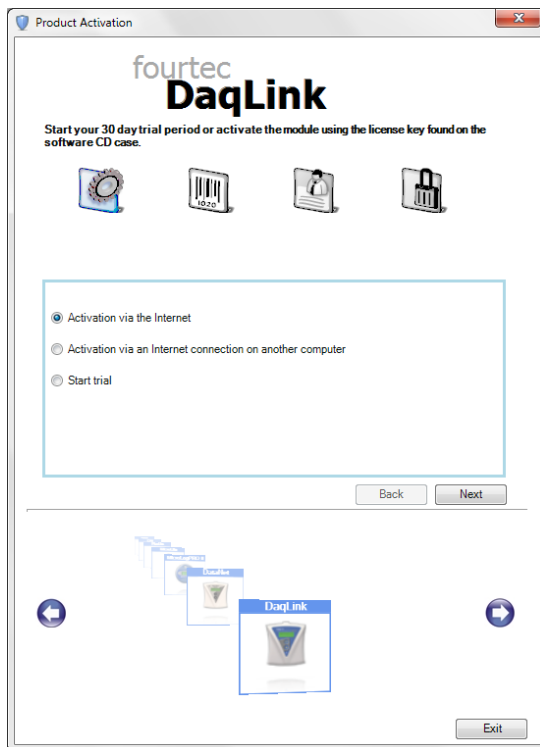 Product Activation
fourtec
DaqLink
Start your 30 day trial period or activate the module using the license key found on the
software CD case.
1020
Activation via the Internet
Activation via an Internet connection on another computer
Start trial
Back
Next
DaqLink
Exit